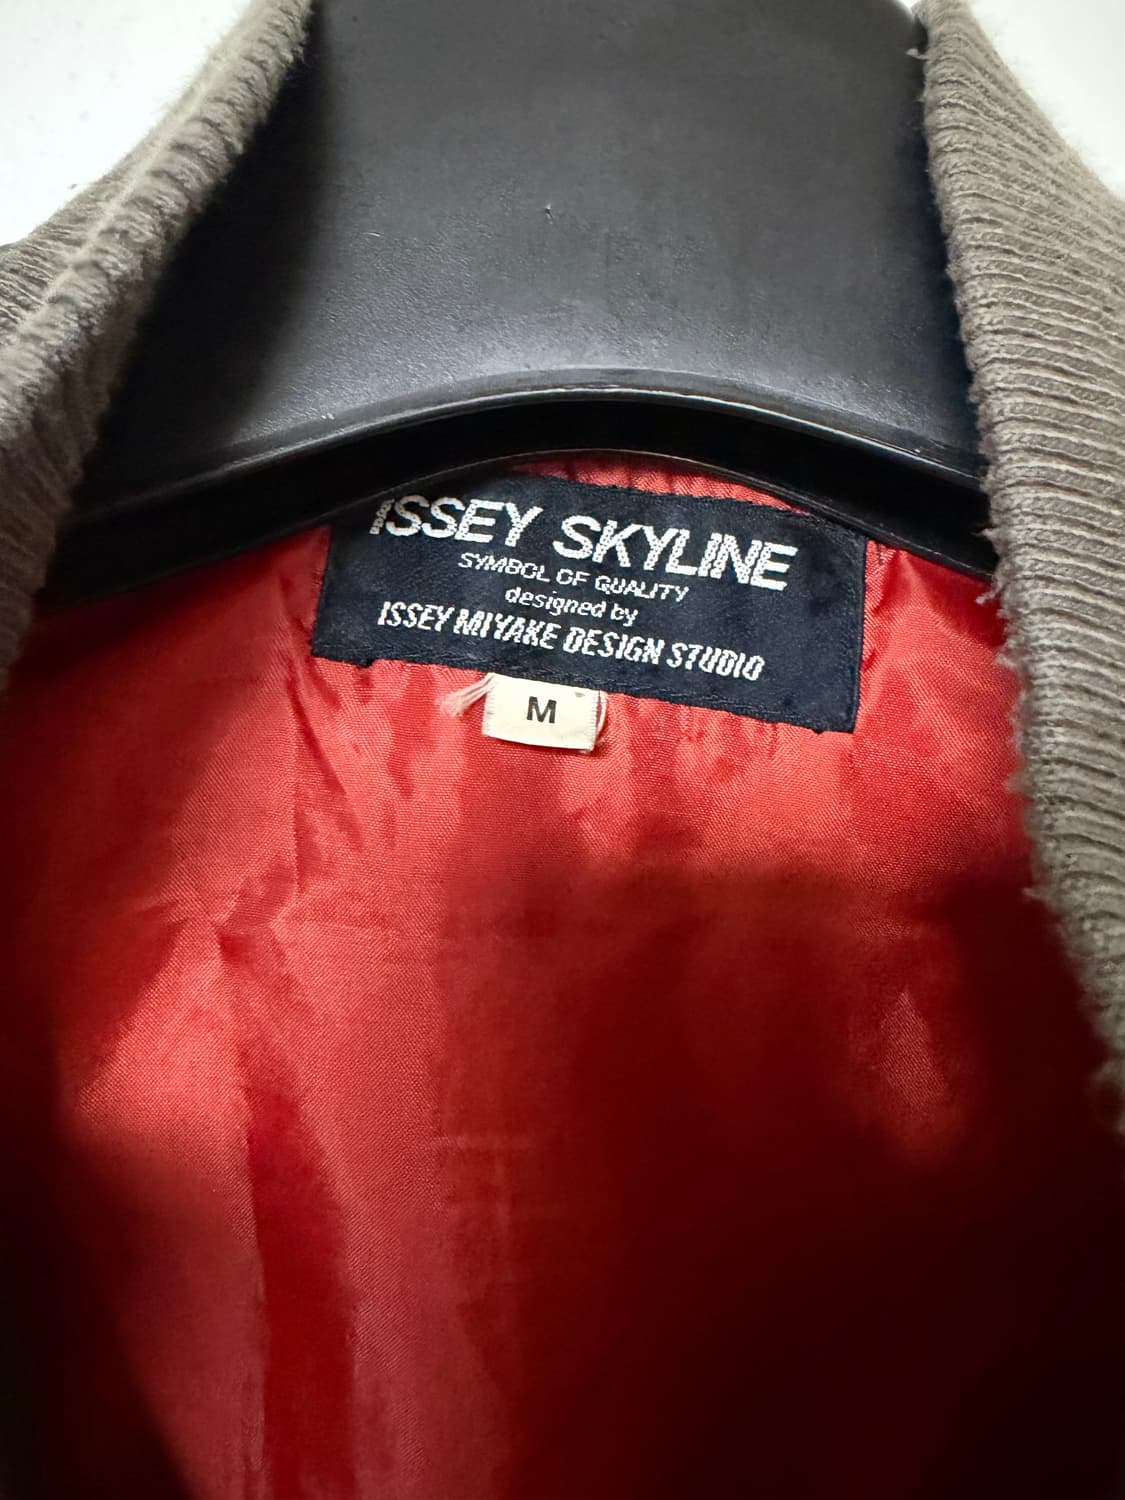 ISSEY SKYLINE
SYMBOL OF QUALITY
designed by
ISSEY MIYAKE DESIGN STUDIO
M